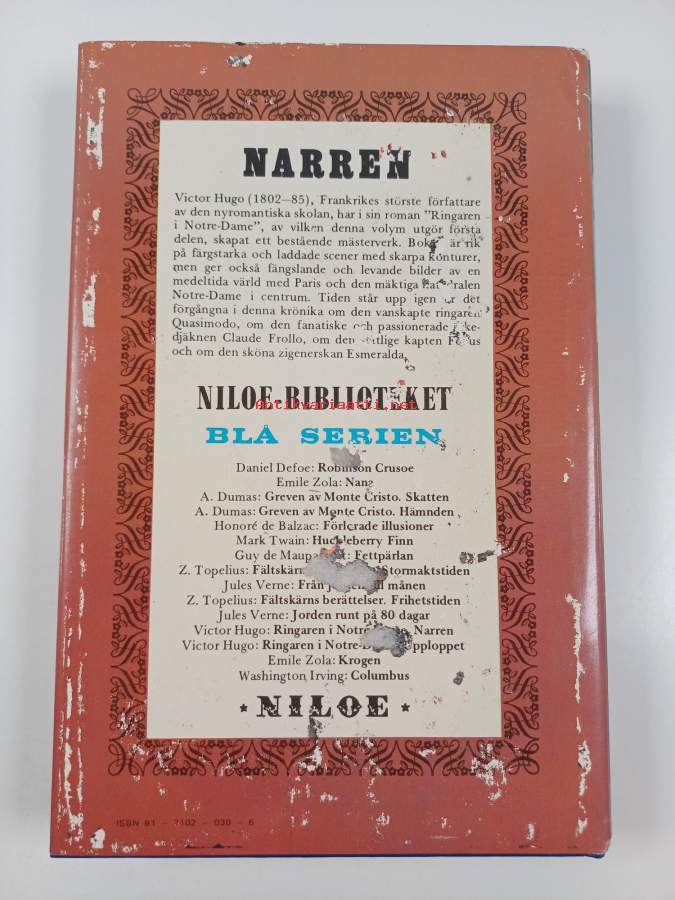 NARREN
Victor Hugo (1802—85), Frankrikes störste författare
av den nyromantiska skolan, har i sin roman ”Ringaren
i Notre-Dame”, av vilken denna volym utgör första
delen, skapat ett bestående mästerverk. är rik
på färgstarka och laddade scener med skarpa konturer,
men ger också fängslande och levande bilder av en
medeltida värld med Paris och den mäktiga
Notre-Dame i centrum. Tiden står upp igen det
förgångna i denna krönika om den vanskapte ringaren
Quasimodo, om den fanatiske och passionerade
djäknen Claude Frollo, om den kapten
och om den sköna zigenerskan Esmeralda.
NILOE-BIBLIOTEKET
Antikvariaatti.net
BLÅ SERIEN
Daniel Defoe: Robinson Crusoe
Emile Zola: Nana
A. Dumas: Greven av Monte Cristo. Skatten
A. Dumas: Greven av Monte Cristo. Hämnden
Honoré de Balzac: Förlorade illusioner
Mark Twain: Huckleberry Finn
Guy de Fettpärlan
Z. Topelius: Stormaktstiden
Jules Verne: Från månen
Z. Topelius: Fältskärns berättelser. Frihetstiden
Jules Verne: Jorden runt på 80 dagar
Victor Hugo: Ringaren i Narren
Victor Hugo: Ringaren i
Emile Zola: Krogen
Washington Irving: Columbus
* NILOE *
ISBN 91 — 7102 — 030 — 6